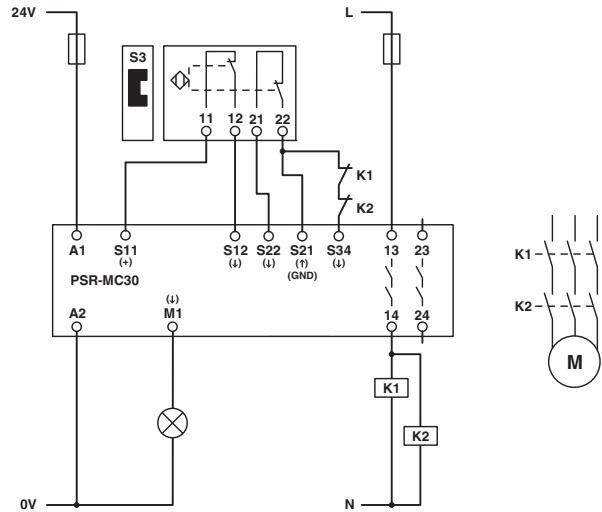 24V
L
S3
11 12 21 22
K1
K2
A1 S11 S12 S22 S21 S34 13 23
(+) (↓) (↓) (↑) (↓)
(GND)
PSR-MC30
(↓)
A2 M1 14 24
K1
K2
0V
N
K1
K2
M